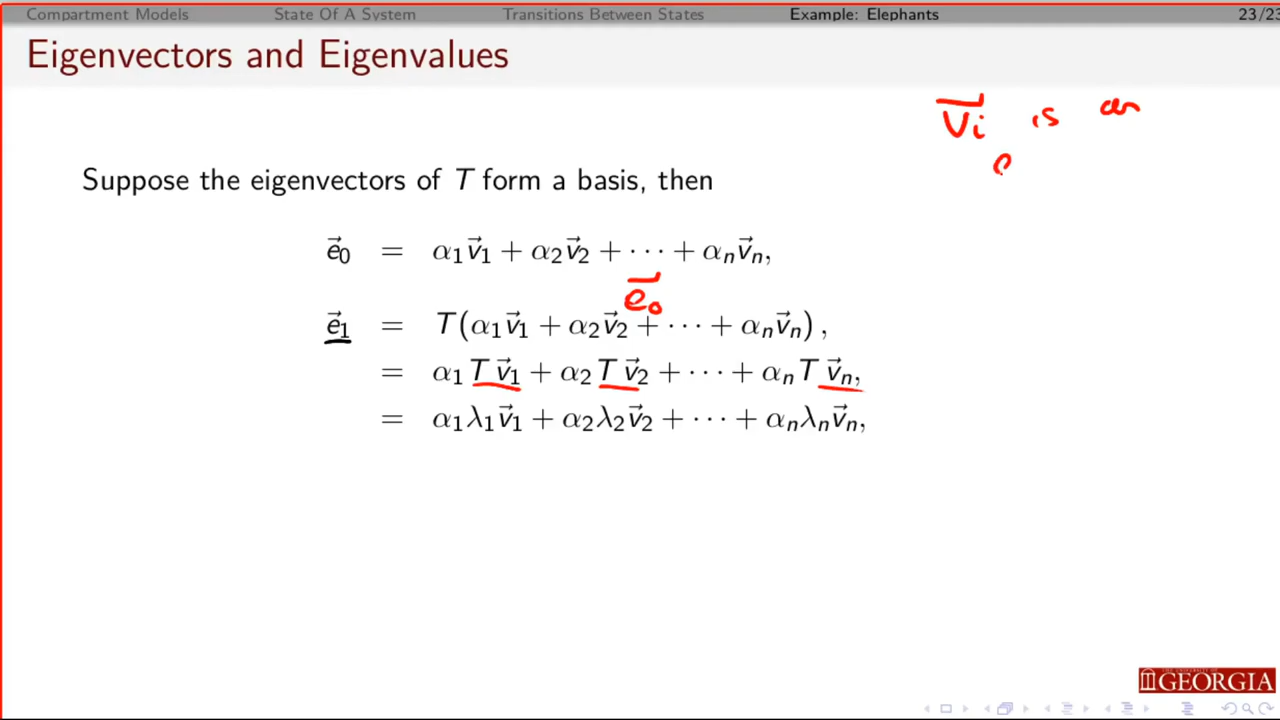 Compartment Models State Of A System Transitions Between States Example: Elephants 23/23
Eigenvectors and Eigenvalues
v⃗i is an
e
Suppose the eigenvectors of T form a basis, then
e⃗₀ = α₁v⃗₁ + α₂v⃗₂ + ⋯ + αₙv⃗ₙ,
e⃗₀
e⃗₁ = T(α₁v⃗₁ + α₂v⃗₂ + ⋯ + αₙv⃗ₙ),
= α₁Tv⃗₁ + α₂Tv⃗₂ + ⋯ + αₙTv⃗ₙ,
= α₁λ₁v⃗₁ + α₂λ₂v⃗₂ + ⋯ + αₙλₙv⃗ₙ,
GEORGIA